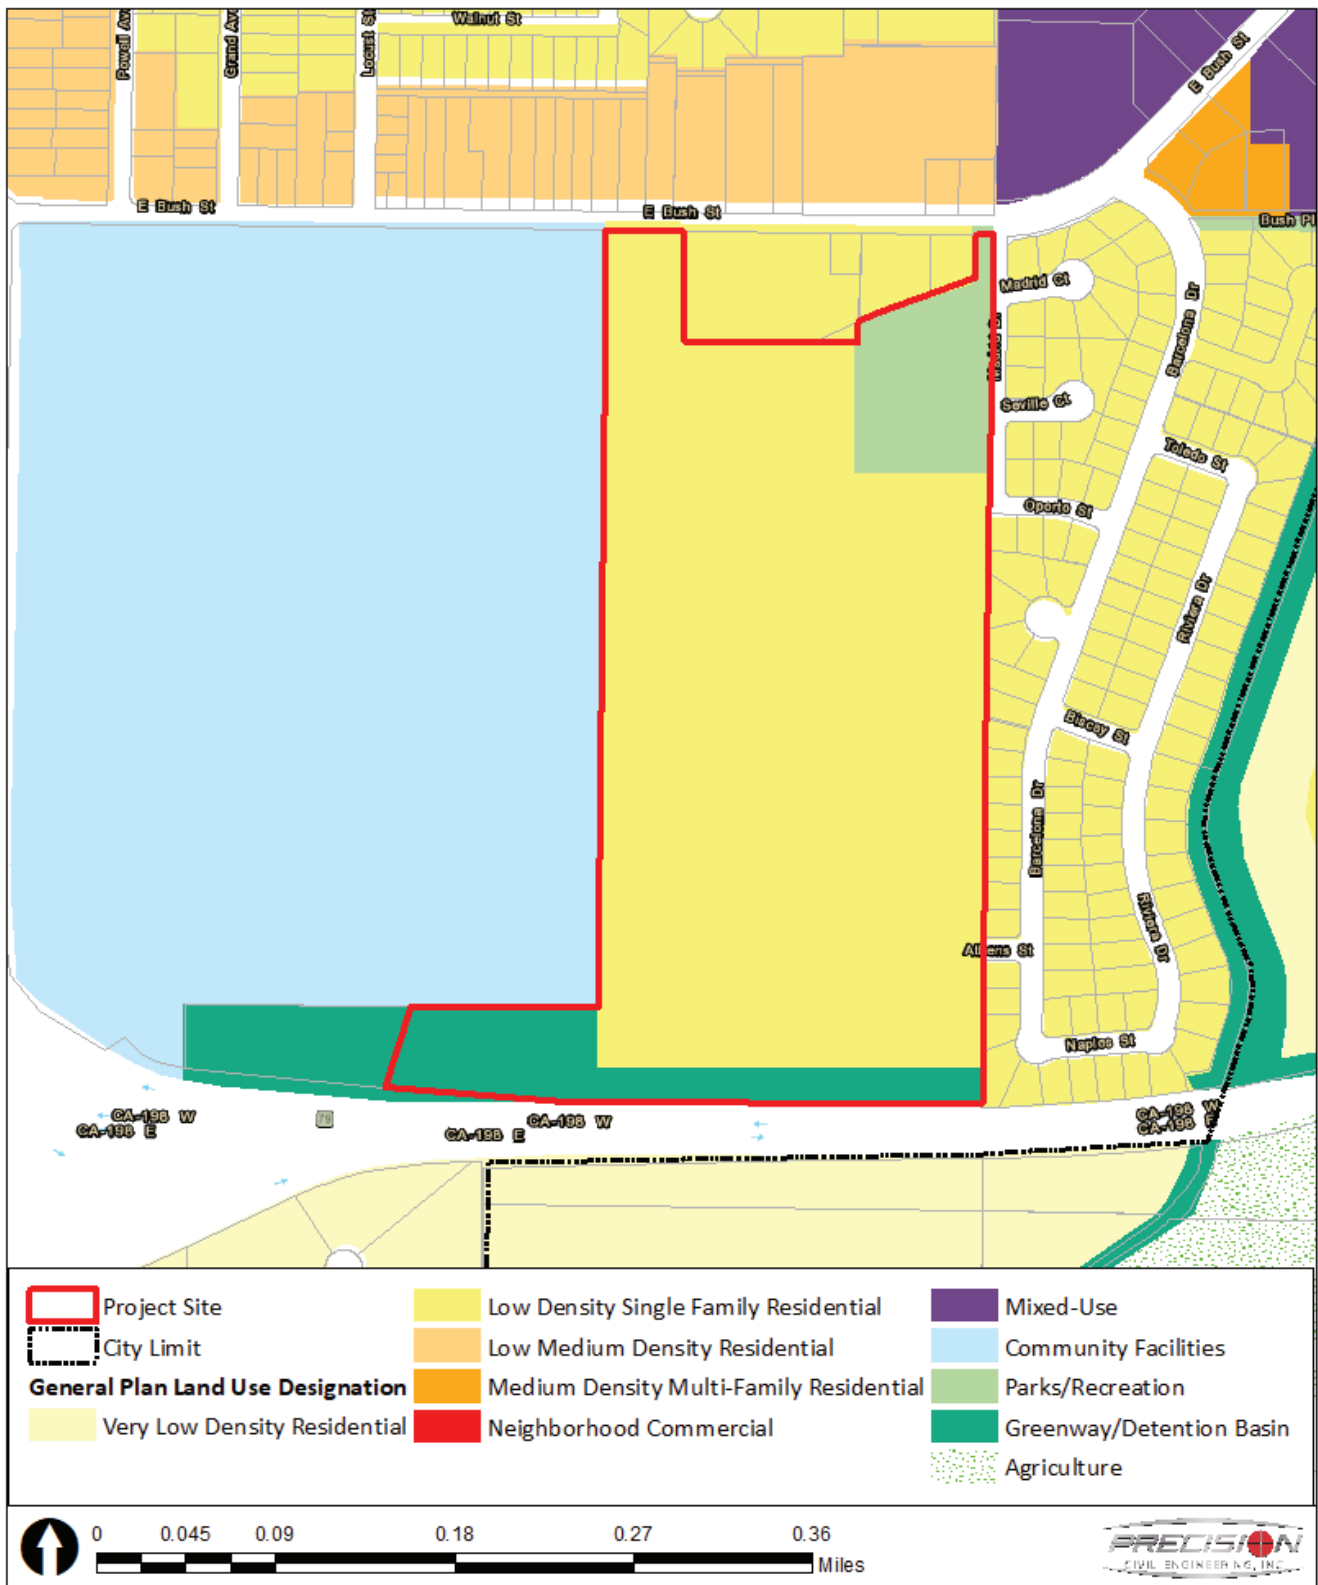 Powell Av
Grand Av
Locust St
Walnut St
E Bush St
E Bush St
E Bush St
Bush Pl
Madrid Ct
Madrid Dr
Barcelona Dr
Seville Ct
Toledo St
Oporto St
Riviera Dr
Biscay St
Barcelona Dr
Riviera Dr
Athens St
Naples St
CA-198 W
CA-198 E
79
CA-198 W
CA-198 E
CA-198 W
CA-198 E
Project Site
City Limit
General Plan Land Use Designation
Very Low Density Residential
Low Density Single Family Residential
Low Medium Density Residential
Medium Density Multi-Family Residential
Neighborhood Commercial
Mixed-Use
Community Facilities
Parks/Recreation
Greenway/Detention Basin
Agriculture
0 0.045 0.09 0.18 0.27 0.36
Miles
PRECISION
CIVIL ENGINEERING, INC.